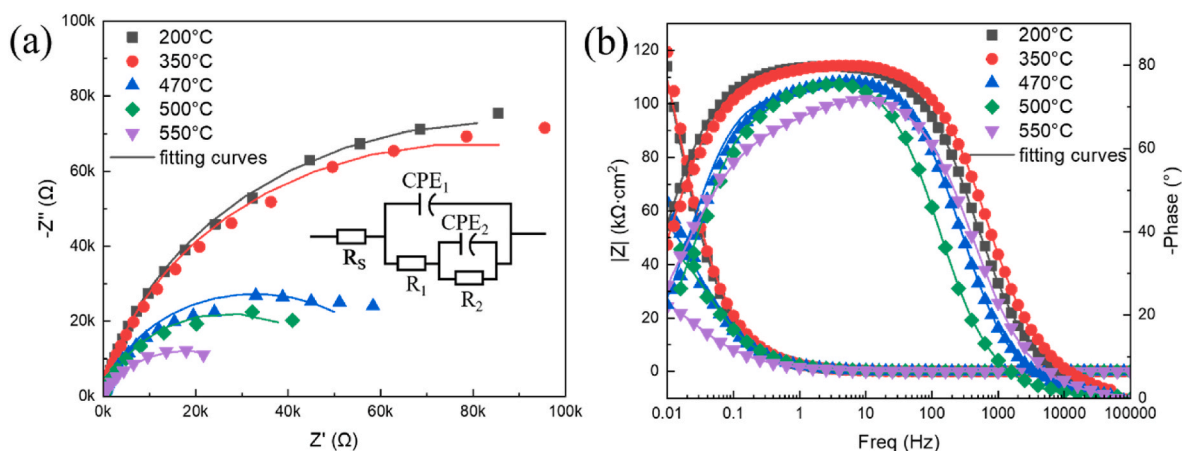 (a)
100k
80k
60k
40k
20k
0k
-Z'' (Ω)
200°C
350°C
470°C
500°C
550°C
fitting curves
CPE1
CPE2
RS
R1
R2
0k 20k 40k 60k 80k 100k
Z' (Ω)
(b)
120
100
80
60
40
20
0
|Z| (kΩ·cm²)
200°C
350°C
470°C
500°C
550°C
fitting curves
80
60
40
20
0
-Phase (°)
0.01 0.1 1 10 100 1000 10000 100000
Freq (Hz)